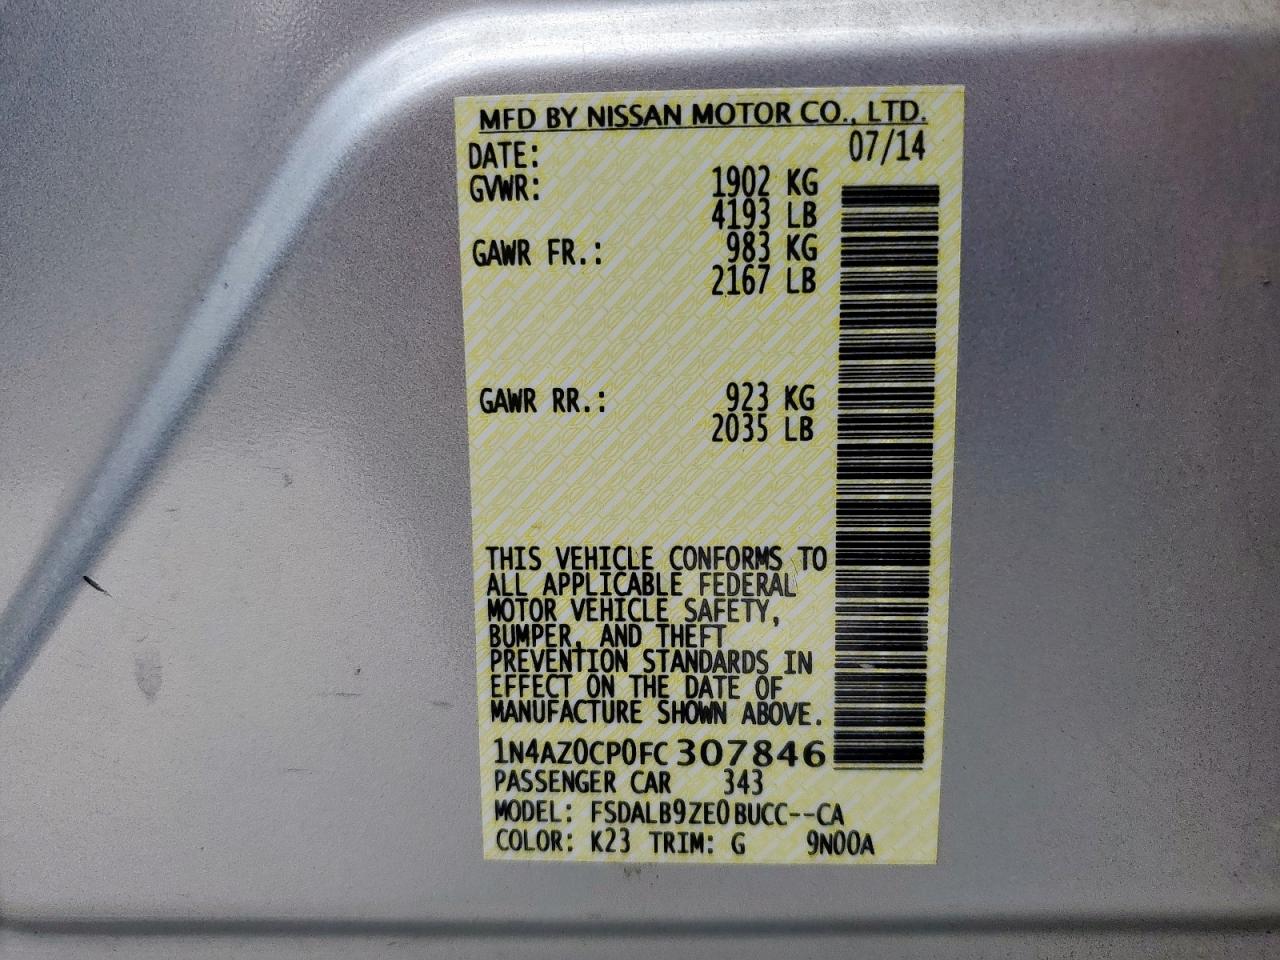 MFD BY NISSAN MOTOR CO., LTD.
DATE: 07/14
GVWR: 1902 KG
4193 LB
GAWR FR.: 983 KG
2167 LB
GAWR RR.: 923 KG
2035 LB
THIS VEHICLE CONFORMS TO
ALL APPLICABLE FEDERAL
MOTOR VEHICLE SAFETY,
BUMPER, AND THEFT
PREVENTION STANDARDS IN
EFFECT ON THE DATE OF
MANUFACTURE SHOWN ABOVE.
1N4AZ0CP0FC307846
PASSENGER CAR 343
MODEL: FSDALB9ZE0BUCC--CA
COLOR: K23 TRIM: G 9N00A